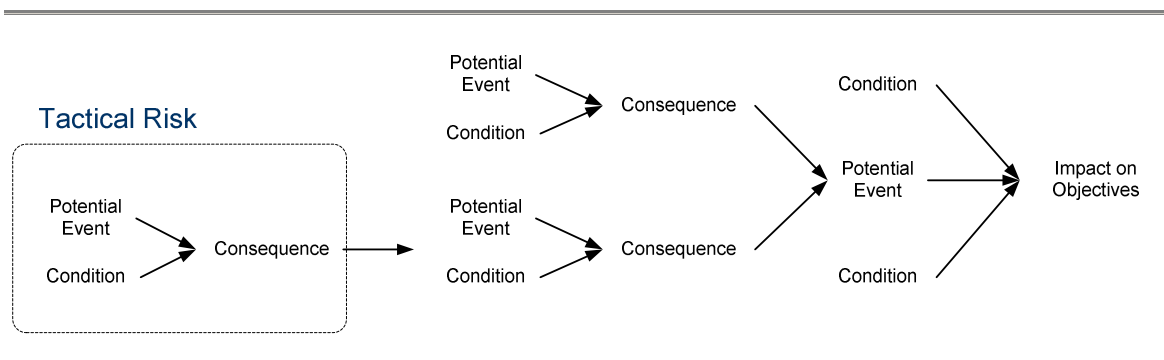 Tactical Risk
Potential
Event
Condition
Consequence
Potential
Event
Condition
Consequence
Potential
Event
Condition
Consequence
Condition
Potential
Event
Condition
Impact on
Objectives